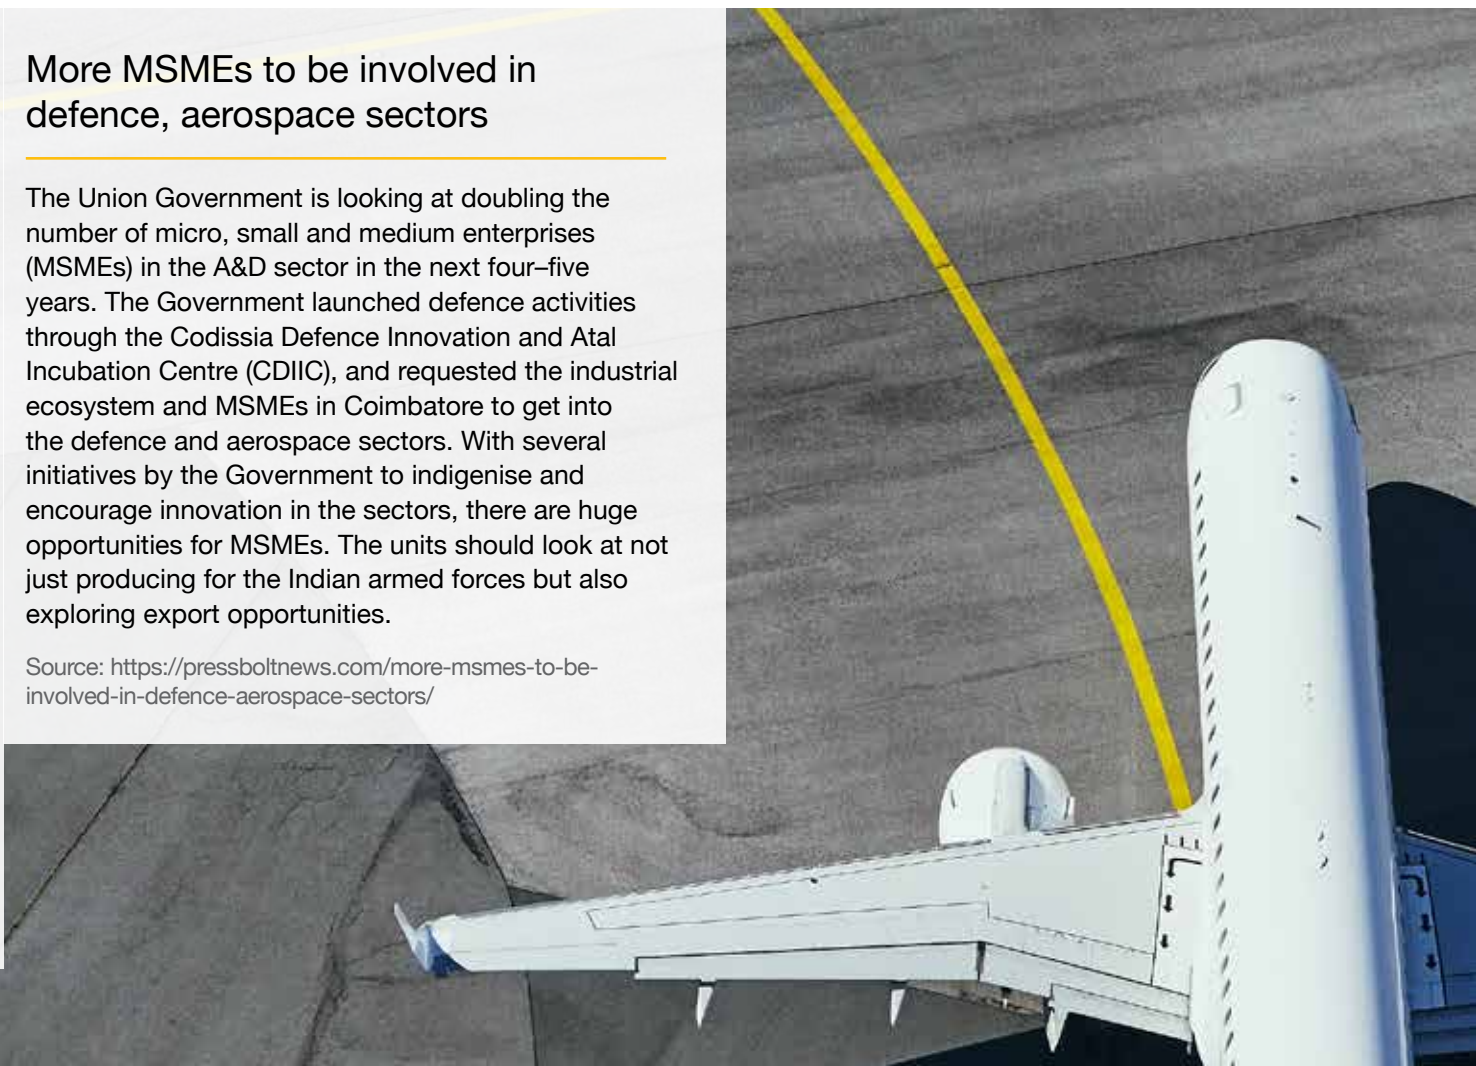 More MSMEs to be involved in
defence, aerospace sectors
The Union Government is looking at doubling the
number of micro, small and medium enterprises
(MSMEs) in the A&D sector in the next four–five
years. The Government launched defence activities
through the Codissia Defence Innovation and Atal
Incubation Centre (CDIIC), and requested the industrial
ecosystem and MSMEs in Coimbatore to get into
the defence and aerospace sectors. With several
initiatives by the Government to indigenise and
encourage innovation in the sectors, there are huge
opportunities for MSMEs. The units should look at not
just producing for the Indian armed forces but also
exploring export opportunities.
Source: https://pressboltnews.com/more-msmes-to-be-
involved-in-defence-aerospace-sectors/